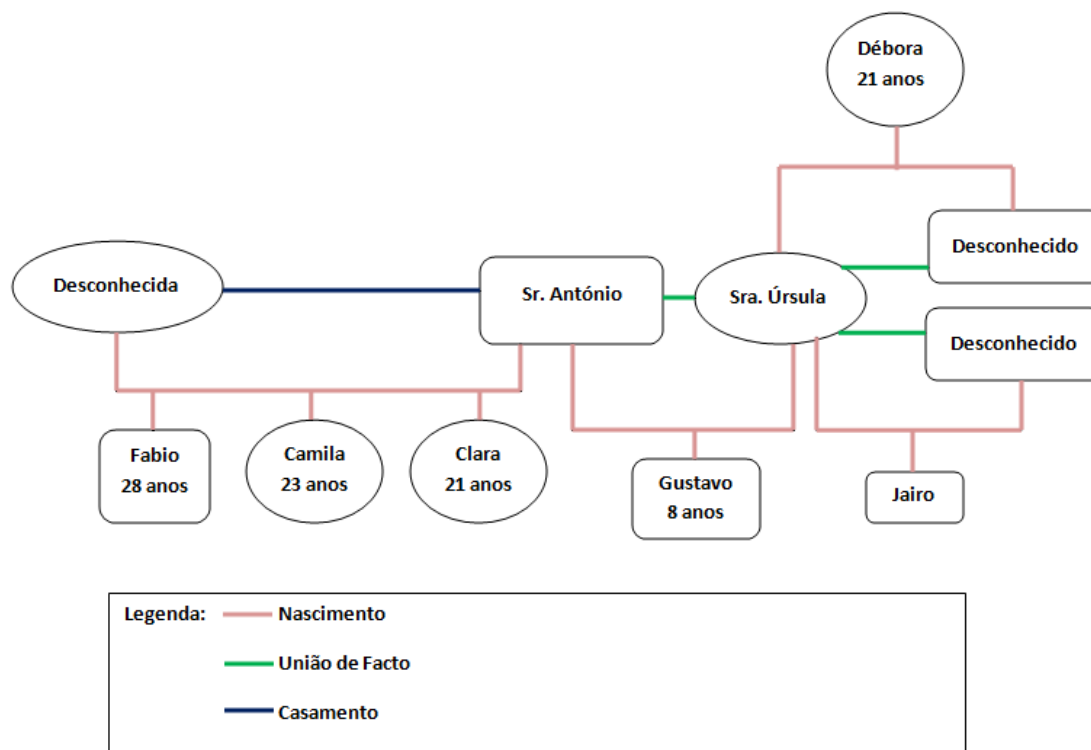 Débora
21 anos
Desconhecido
Desconhecida
Sr. António
Sra. Úrsula
Desconhecido
Fabio
28 anos
Camila
23 anos
Clara
21 anos
Gustavo
8 anos
Jairo
Legenda:
Nascimento
União de Facto
Casamento